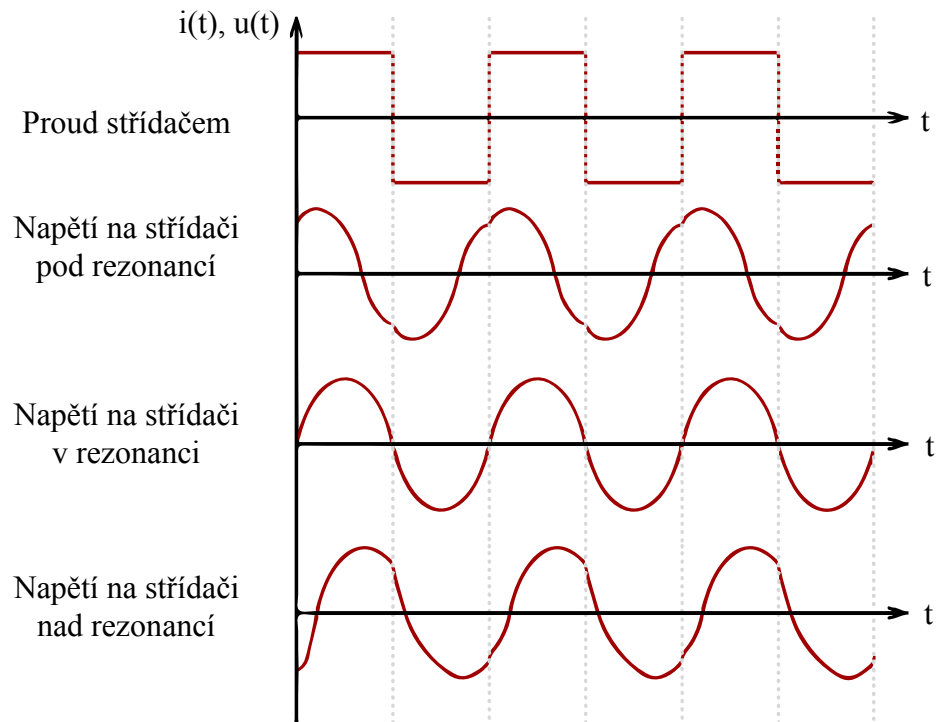 i(t), u(t)
Proud střídačem
t
Napětí na střídači
pod rezonancí
t
Napětí na střídači
v rezonanci
t
Napětí na střídači
nad rezonancí
t